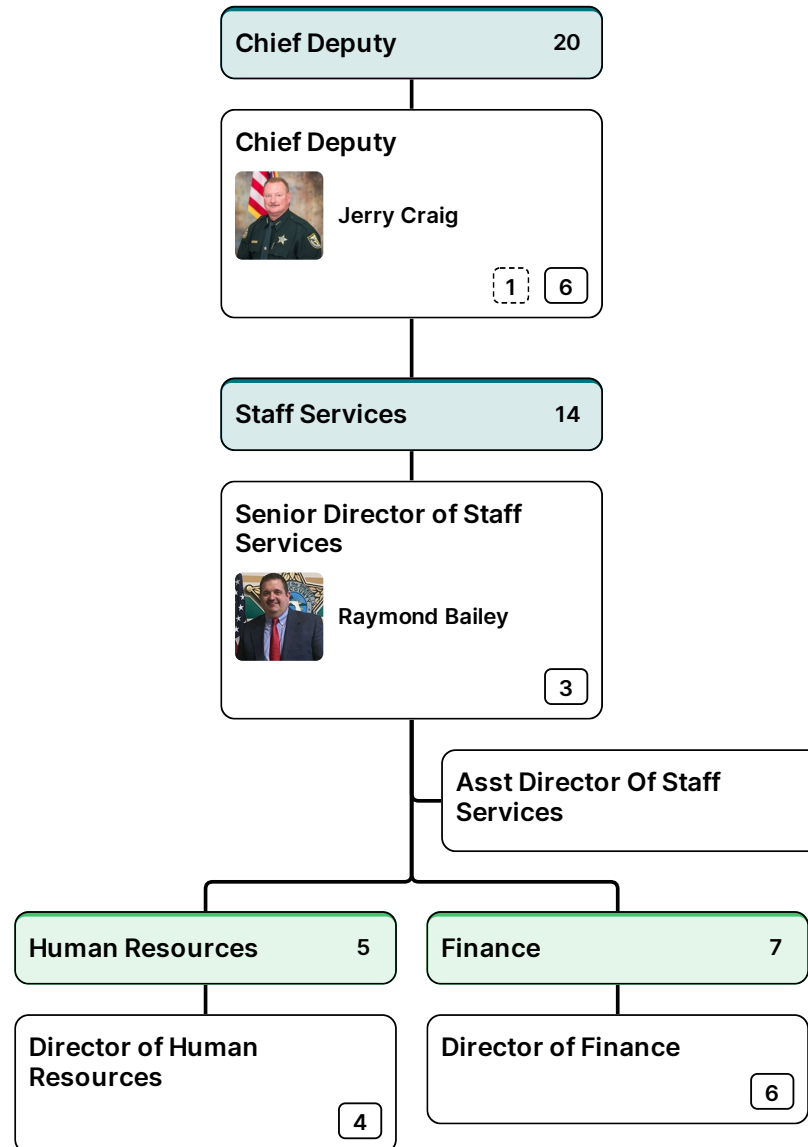 Chief Deputy 20
Chief Deputy
Jerry Craig
1 6
Staff Services 14
Senior Director of Staff
Services
Raymond Bailey
3
Asst Director Of Staff
Services
Human Resources 5
Finance 7
Director of Human
Resources
4
Director of Finance
6